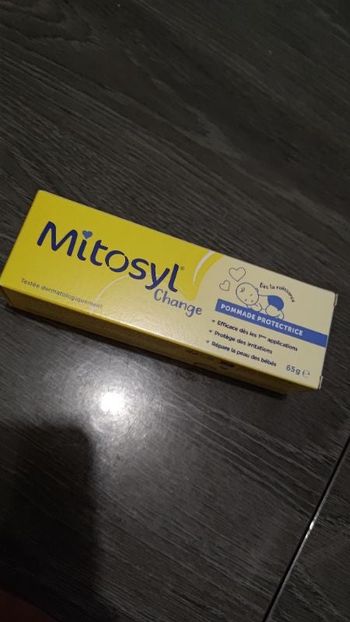 Mitosyl®
Change
Testée dermatologiquement
Dès la naissance
POMMADE PROTECTRICE
• Efficace dès les 1ères applications
• Protège des irritations
• Répare la peau des bébés
65g ℮